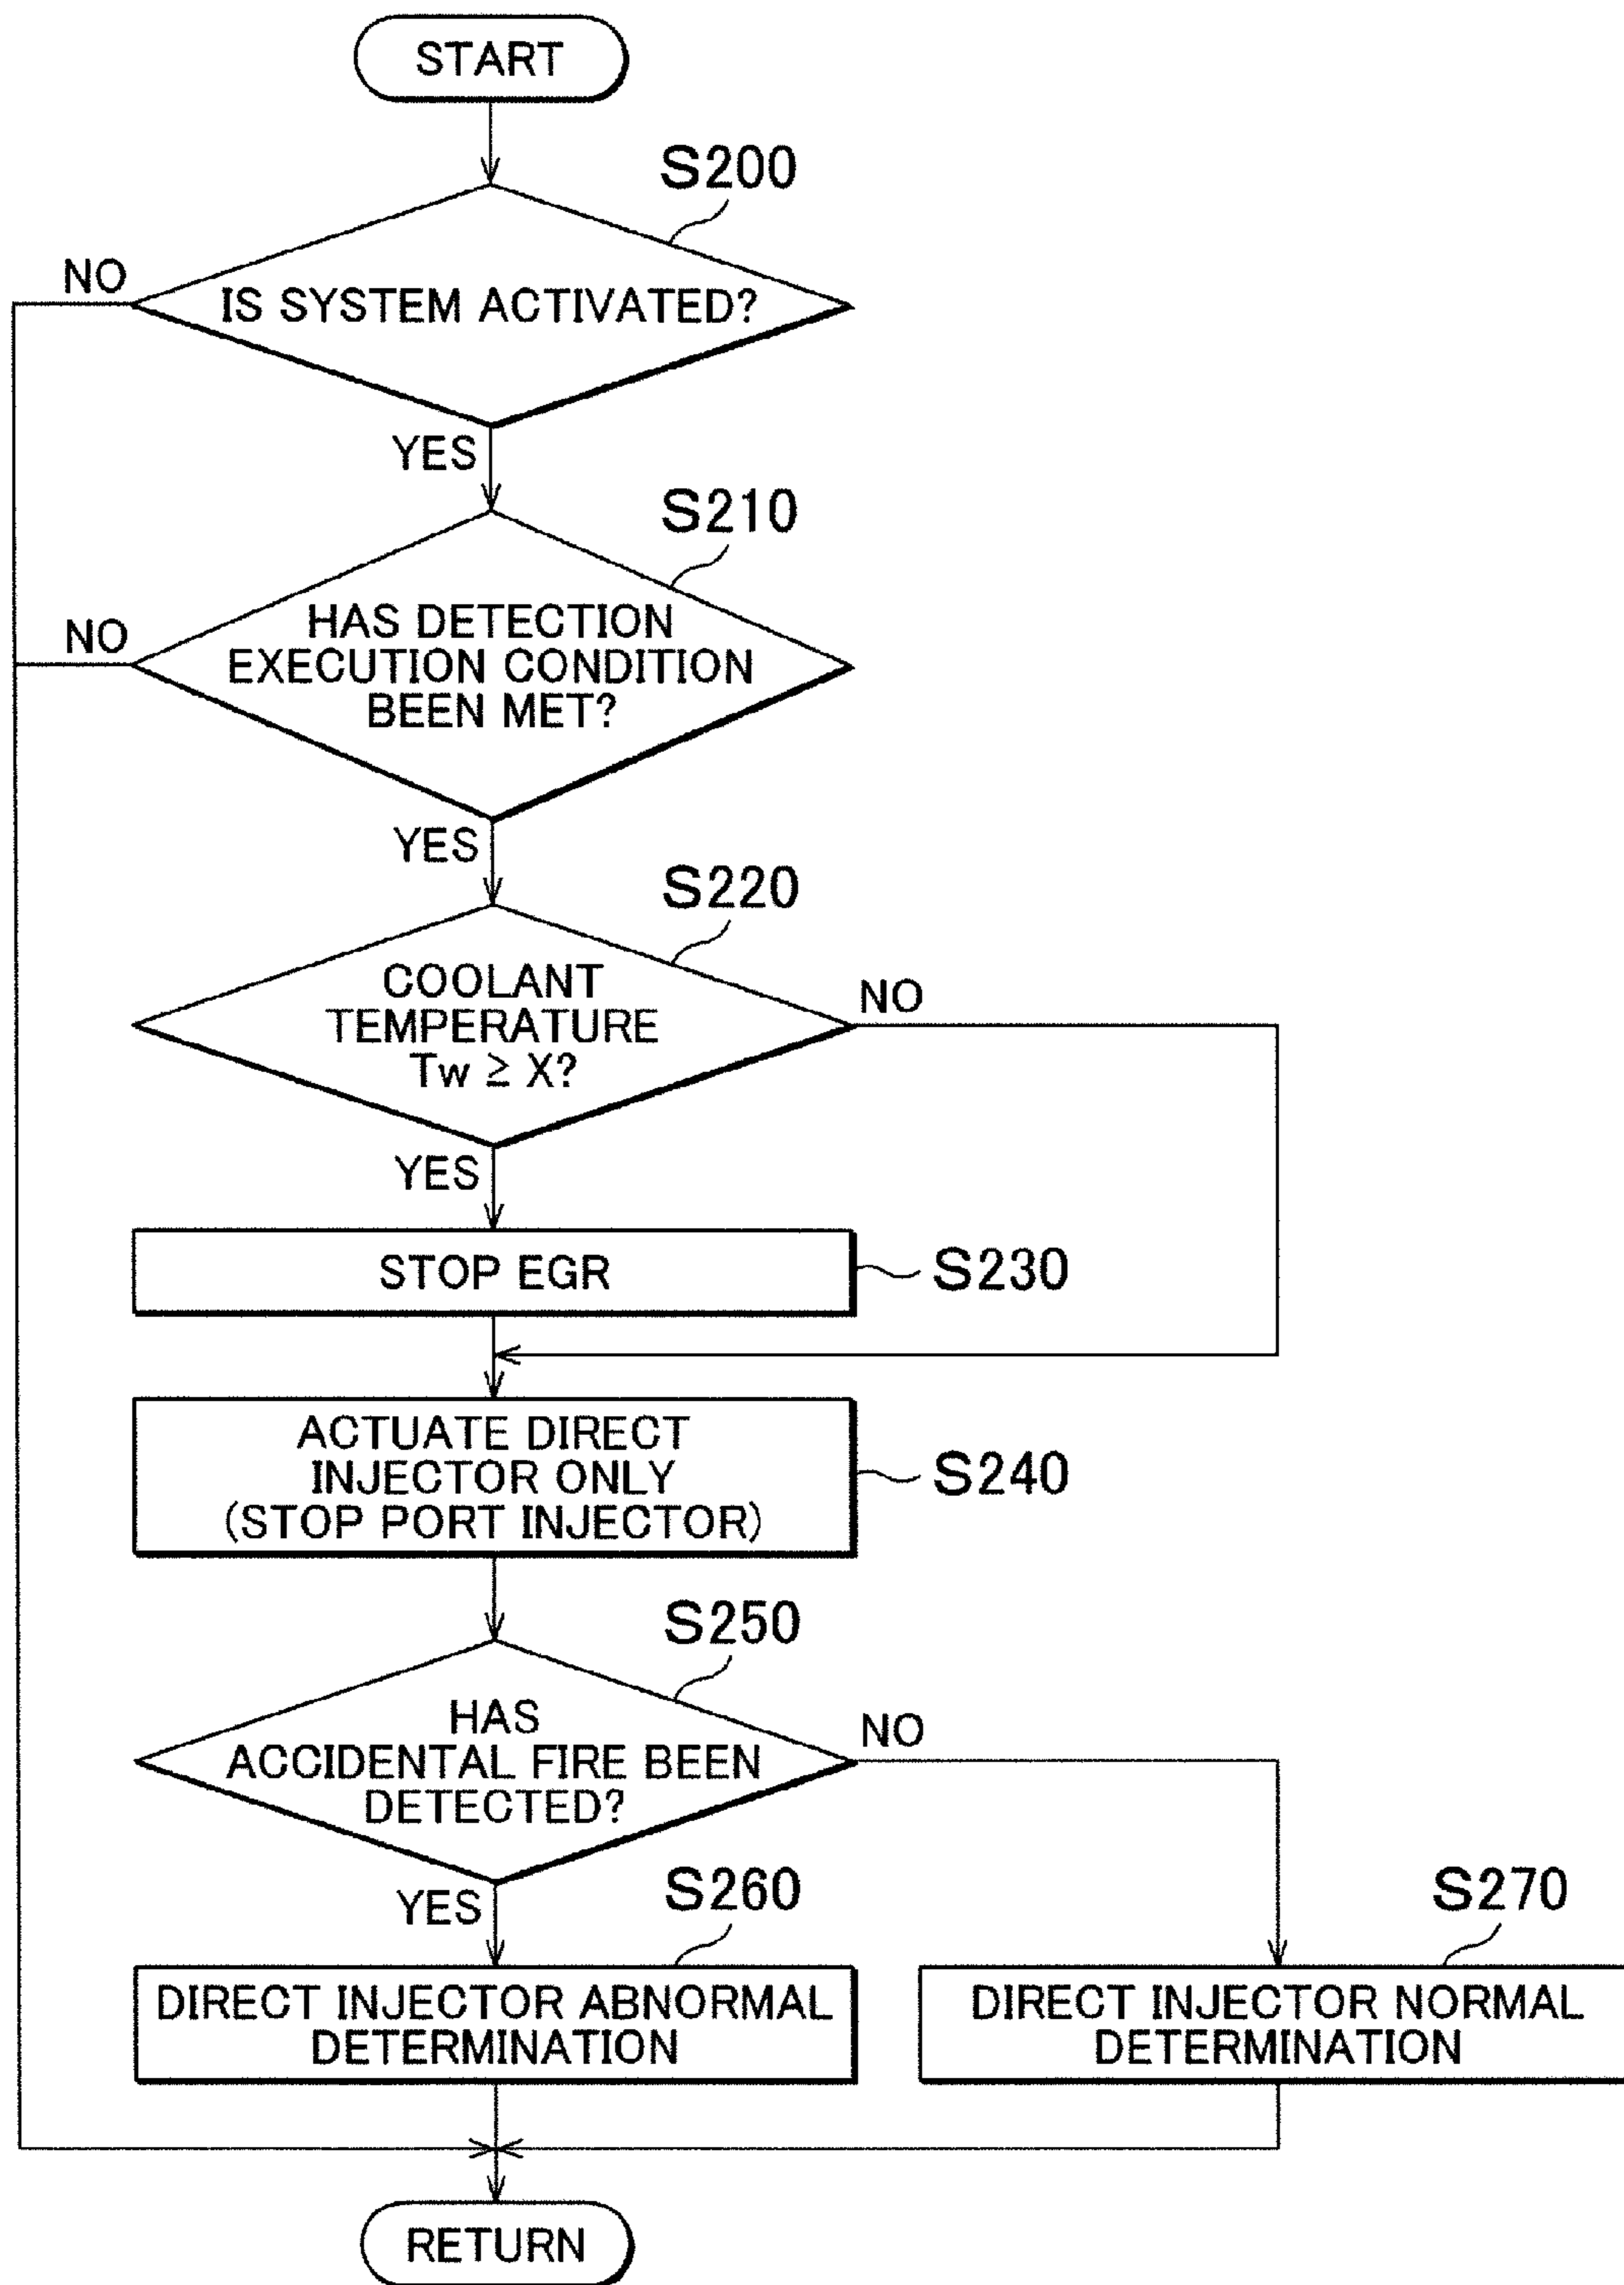 START
S200
NO
IS SYSTEM ACTIVATED?
YES
S210
NO
HAS DETECTION
EXECUTION CONDITION
BEEN MET?
YES
S220
COOLANT
TEMPERATURE
Tw ≧ X?
NO
YES
STOP EGR
S230
ACTUATE DIRECT
INJECTOR ONLY
(STOP PORT INJECTOR)
S240
S250
HAS
ACCIDENTAL FIRE BEEN
DETECTED?
NO
YES
S260
S270
DIRECT INJECTOR ABNORMAL
DETERMINATION
DIRECT INJECTOR NORMAL
DETERMINATION
RETURN